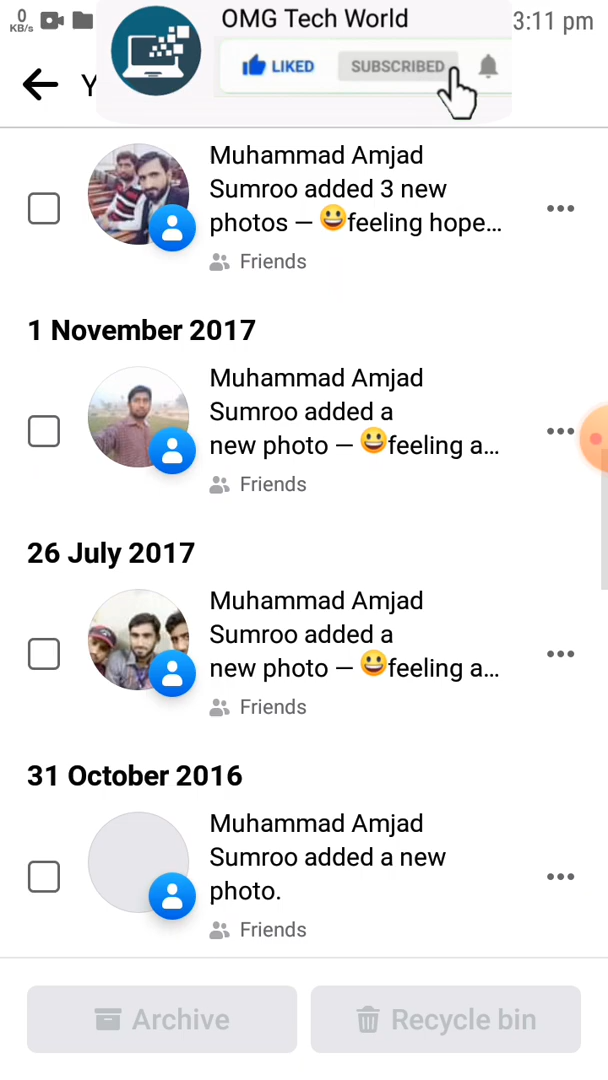 0
KB/s
3:11 pm
OMG Tech World
LIKED
SUBSCRIBED
Y
Muhammad Amjad
Sumroo added 3 new
photos — 😃feeling hope...
Friends
1 November 2017
Muhammad Amjad
Sumroo added a
new photo — 😃feeling a...
Friends
26 July 2017
Muhammad Amjad
Sumroo added a
new photo — 😃feeling a...
Friends
31 October 2016
Muhammad Amjad
Sumroo added a new
photo.
Friends
Archive
Recycle bin